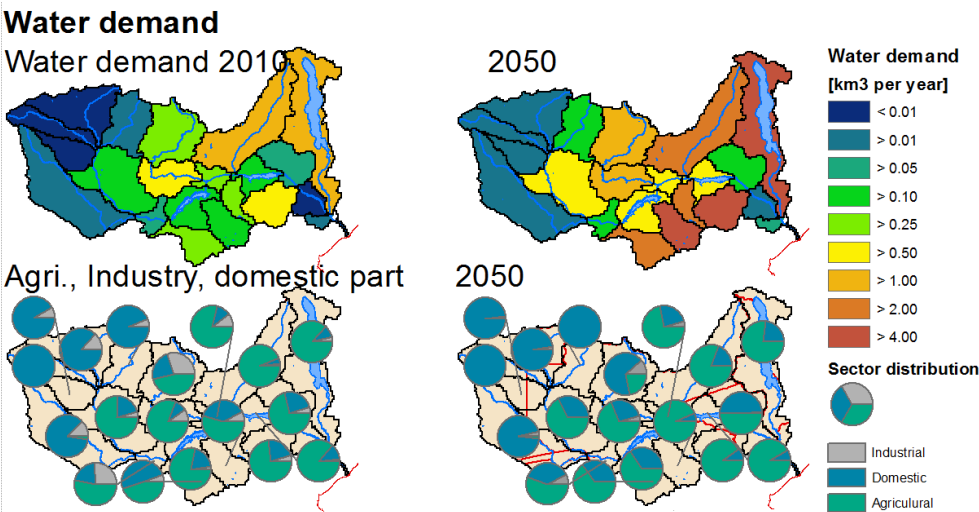 Water demand
Water demand 2010
2050
Water demand
[km3 per year]
< 0.01
> 0.01
> 0.05
> 0.10
> 0.25
> 0.50
> 1.00
> 2.00
> 4.00
Agri., Industry, domestic part
2050
Sector distribution
Industrial
Domestic
Agriculural